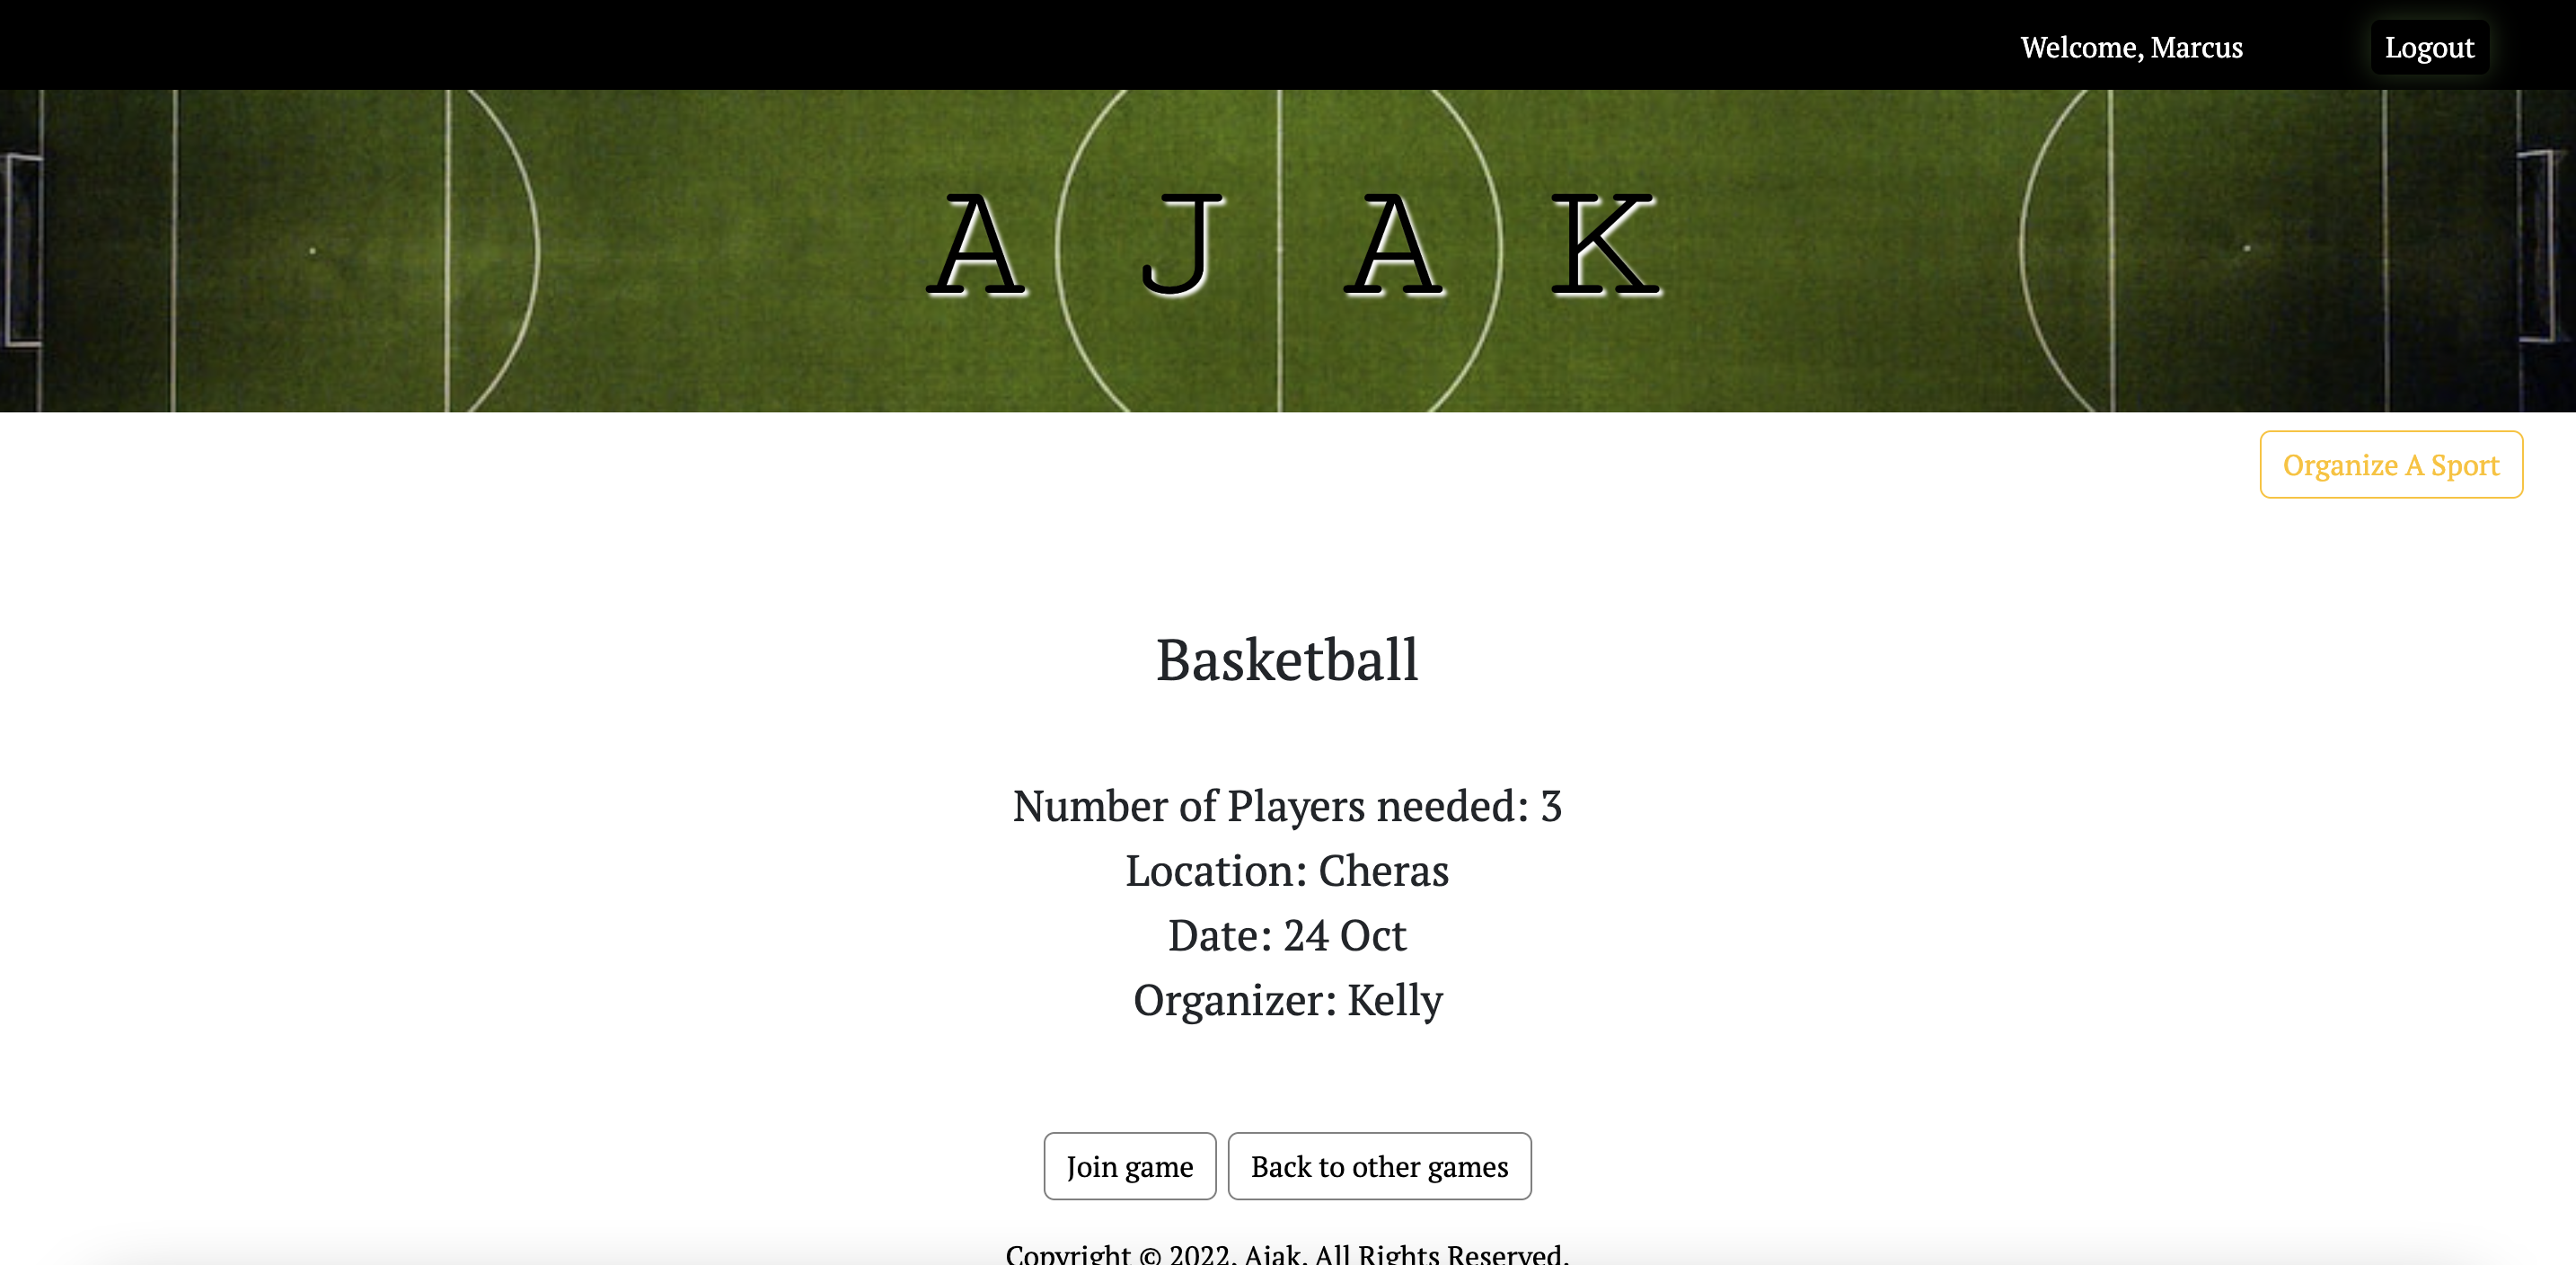 Welcome, Marcus
Logout
A J A K
Organize A Sport
Basketball
Number of Players needed: 3
Location: Cheras
Date: 24 Oct
Organizer: Kelly
Join game
Back to other games
Copyright © 2022. Ajak. All Rights Reserved.